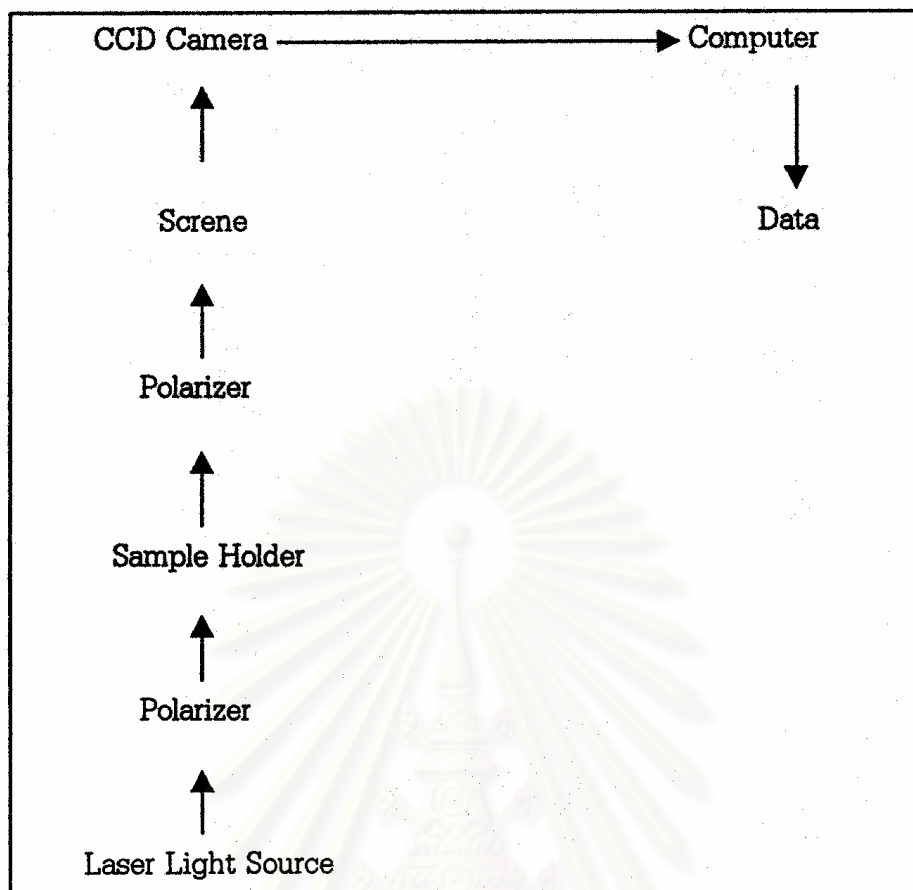 CCD Camera Computer
Screne Data
Polarizer
Sample Holder
Polarizer
Laser Light Source